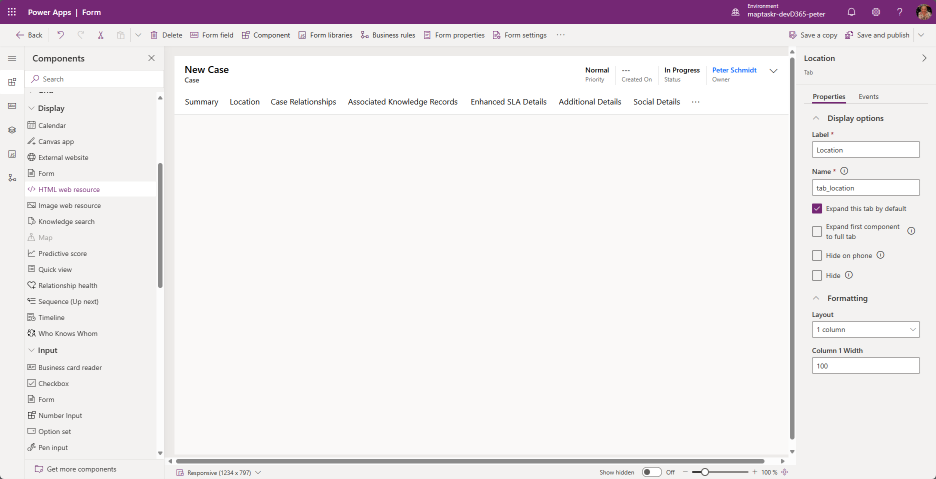 Power Apps | Form
Environment
maptaskr-devD365-peter
Back
Delete
Form field
Component
Form libraries
Business rules
Form properties
Form settings
Save a copy
Save and publish
Components
Search
Display
Calendar
Canvas app
External website
Form
HTML web resource
Image web resource
Knowledge search
Map
Predictive score
Quick view
Relationship health
Sequence (Up next)
Timeline
Who Knows Whom
Input
Business card reader
Checkbox
Form
Number Input
Option set
Pen input
Get more components
New Case
Case
Normal
Priority
---
Created On
In Progress
Status
Peter Schmidt
Owner
Summary
Location
Case Relationships
Associated Knowledge Records
Enhanced SLA Details
Additional Details
Social Details
Responsive (1234 x 797)
Show hidden
Off
100 %
Location
Tab
Properties
Events
Display options
Label *
Location
Name *
tab_location
Expand this tab by default
Expand first component
to full tab
Hide on phone
Hide
Formatting
Layout
1 column
Column 1 Width
100